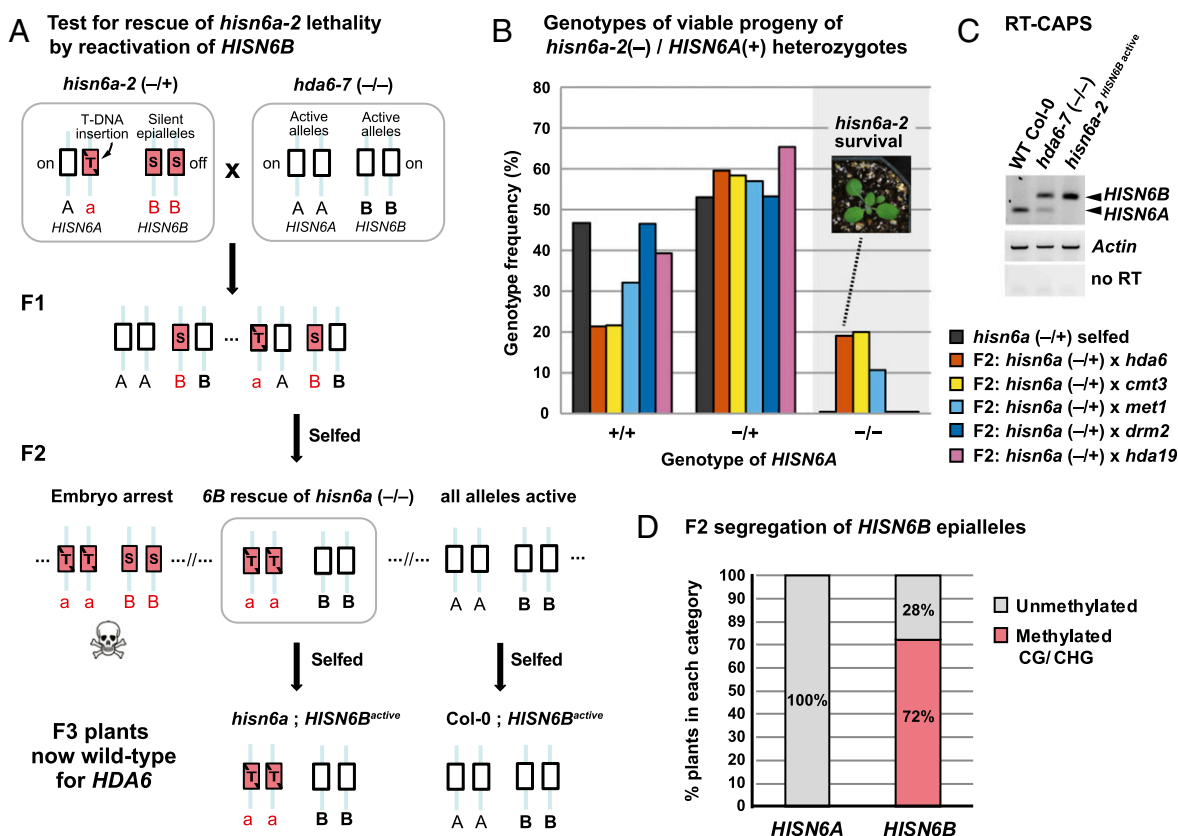 A
Test for rescue of hisn6a-2 lethality
by reactivation of HISN6B
hisn6a-2 (–/+)
hda6-7 (–/–)
T-DNA
insertion
Silent
epialleles
Active
alleles
Active
alleles
on
T
S S
off
x
on
on
A a
B B
A A
B B
HISN6A
HISN6B
HISN6A
HISN6B
F1
S
...
T
S
A A B B
a A B B
Selfed
F2
Embryo arrest
6B rescue of hisn6a (–/–)
all alleles active
... T T S S ...//... T T ...//... ...
a a B B
a a B B
A A B B
Selfed
Selfed
F3 plants
now wild-type
for HDA6
hisn6a ; HISN6Bactive
Col-0 ; HISN6Bactive
T T
a a B B
A A B B
B
Genotypes of viable progeny of
hisn6a-2(–) / HISN6A(+) heterozygotes
Genotype frequency (%)
80
70
60
50
40
30
20
10
0
hisn6a-2
survival
+/+
–/+
–/–
Genotype of HISN6A
C
RT-CAPS
WT Col-0
hda6-7 (–/–)
hisn6a-2 HISN6B active
HISN6B
HISN6A
Actin
no RT
hisn6a (–/+) selfed
F2: hisn6a (–/+) x hda6
F2: hisn6a (–/+) x cmt3
F2: hisn6a (–/+) x met1
F2: hisn6a (–/+) x drm2
F2: hisn6a (–/+) x hda19
D
F2 segregation of HISN6B epialleles
% plants in each category
100
90
80
70
60
50
40
30
20
10
0
100%
28%
72%
HISN6A
HISN6B
Unmethylated
Methylated
CG/ CHG